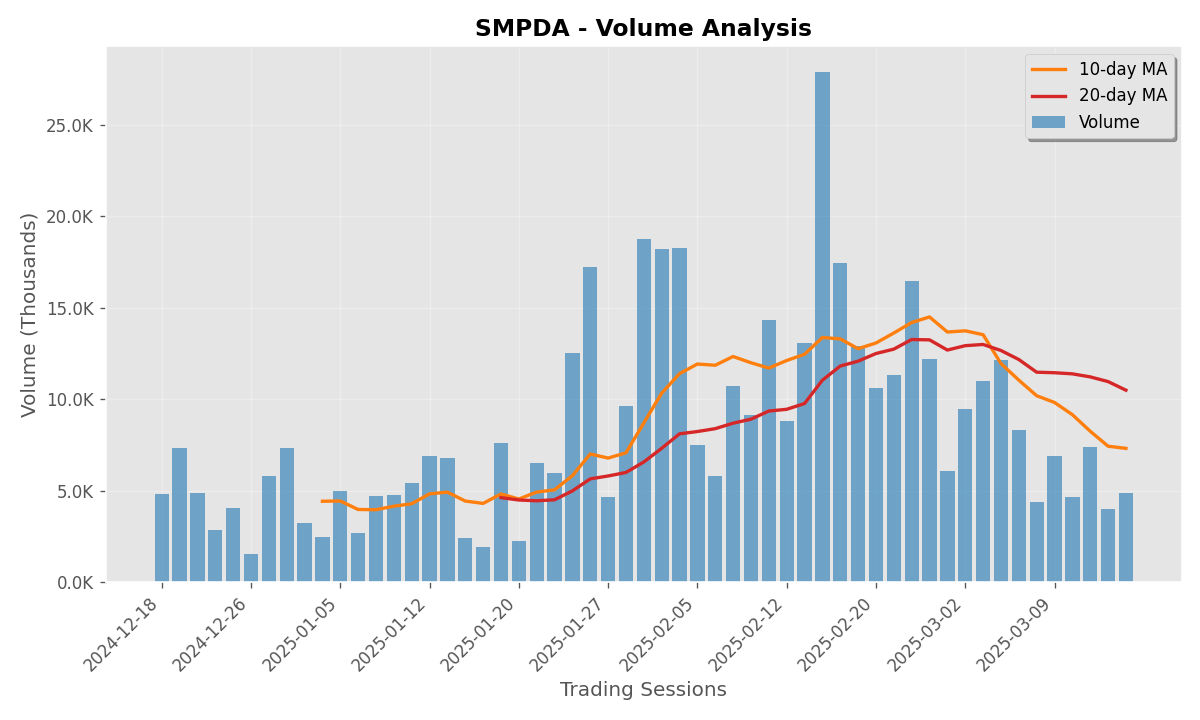 SMPDA - Volume Analysis
10-day MA
20-day MA
Volume
Volume (Thousands)
25.0K
20.0K
15.0K
10.0K
5.0K
0.0K
2024-12-18
2024-12-26
2025-01-05
2025-01-12
2025-01-20
2025-01-27
2025-02-05
2025-02-12
2025-02-20
2025-03-02
2025-03-09
Trading Sessions